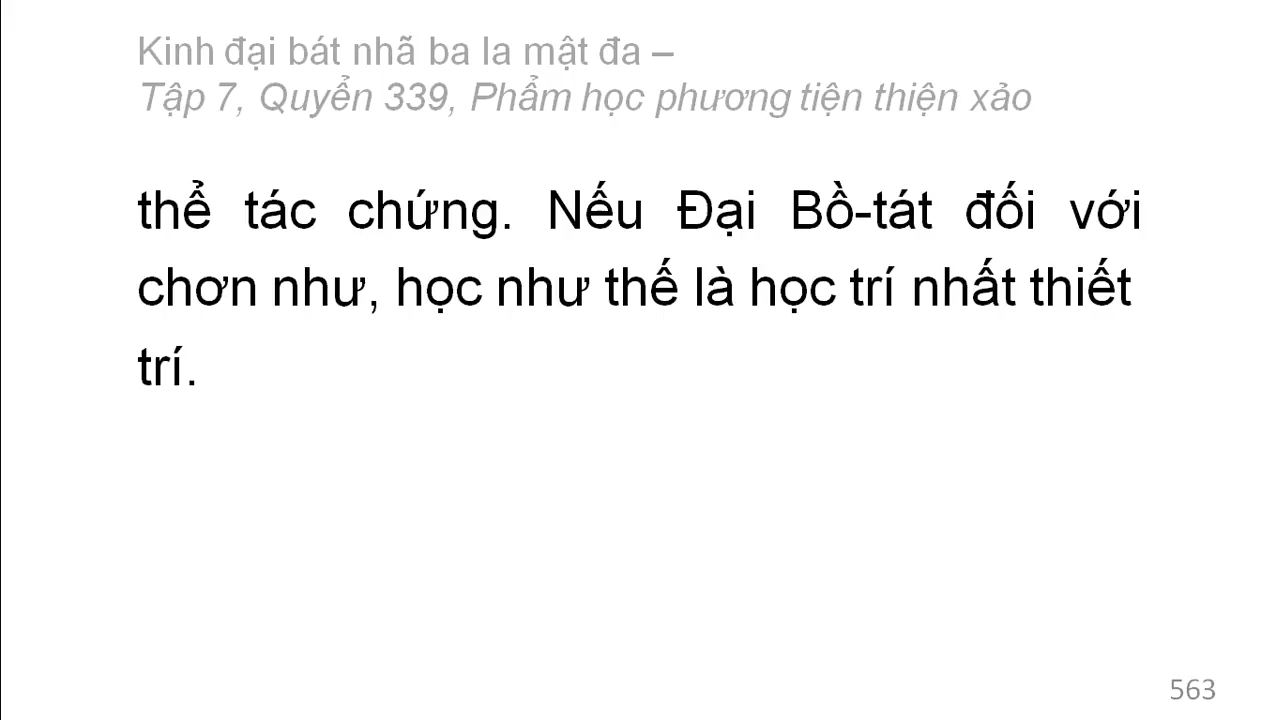 Kinh đại bát nhã ba la mật đa –
Tập 7, Quyển 339, Phẩm học phương tiện thiện xảo
thể tác chứng. Nếu Đại Bồ-tát đối với
chơn như, học như thế là học trí nhất thiết
trí.
563